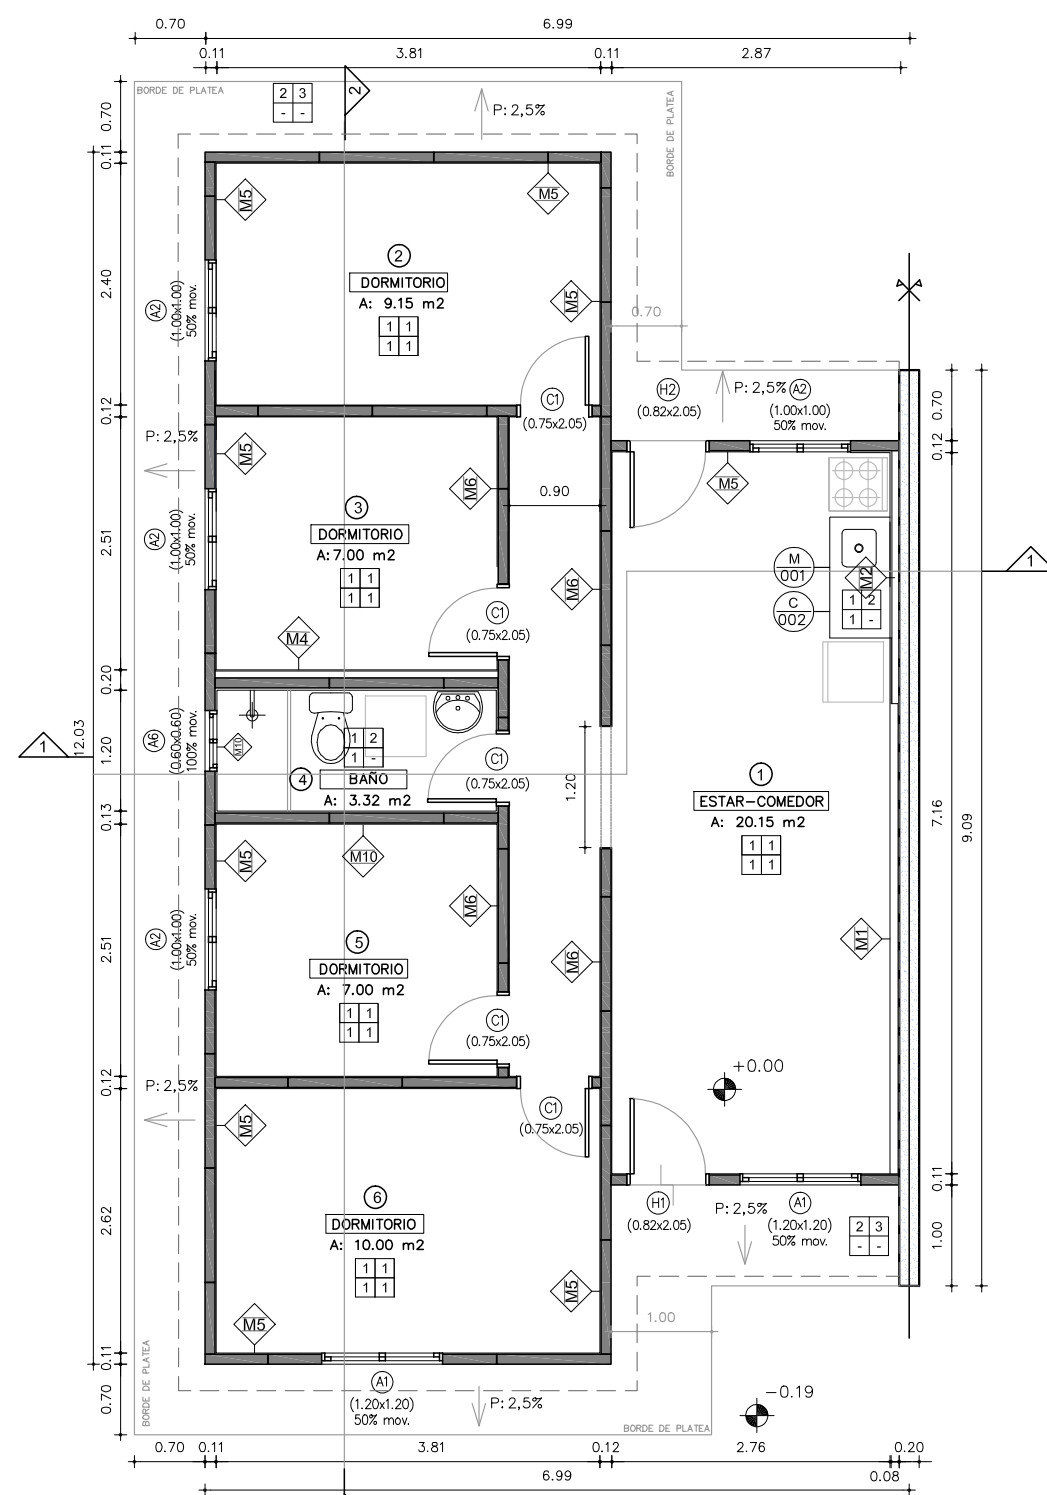 0.70
6.99
0.11
3.81
0.11
2.87
BORDE DE PLATEA
2 3
- -
2
P: 2,5%
BORDE DE PLATEA
0.70
0.11
M5
M5
2
DORMITORIO
A: 9.15 m2
1 1
1 1
M5
2.40
A2
(1.00x1.00)
50% mov.
0.70
H2
(0.82x2.05)
P: 2,5%
A2
(1.00x1.00)
50% mov.
0.70
C1
(0.75x2.05)
0.12
P: 2,5%
0.12
M5
M6
M5
0.90
3
DORMITORIO
A: 7.00 m2
1 1
1 1
2.51
A2
(1.00x1.00)
50% mov.
M
001
M2
1
C
002
1 2
1 -
M6
C1
(0.75x2.05)
M4
0.20
12.03
1
A6
(0.60x0.60)
100% mov.
M10
1.20
1 2
1 -
4
BAÑO
A: 3.32 m2
C1
(0.75x2.05)
1.20
1
ESTAR-COMEDOR
A: 20.15 m2
1 1
1 1
7.16
9.09
0.13
M5
M10
M6
M1
2.51
A2
(1.00x1.00)
50% mov.
5
DORMITORIO
A: 7.00 m2
1 1
1 1
M6
C1
(0.75x2.05)
+0.00
0.12
P: 2,5%
M5
C1
(0.75x2.05)
0.11
6
DORMITORIO
A: 10.00 m2
1 1
1 1
2.62
H1
(0.82x2.05)
P: 2,5%
A1
(1.20x1.20)
50% mov.
2 3
- -
1.00
M5
M5
1.00
0.11
0.70
BORDE DE PLATEA
A1
(1.20x1.20)
50% mov.
P: 2,5%
-0.19
BORDE DE PLATEA
0.70
0.11
3.81
0.12
2.76
0.20
6.99
0.08